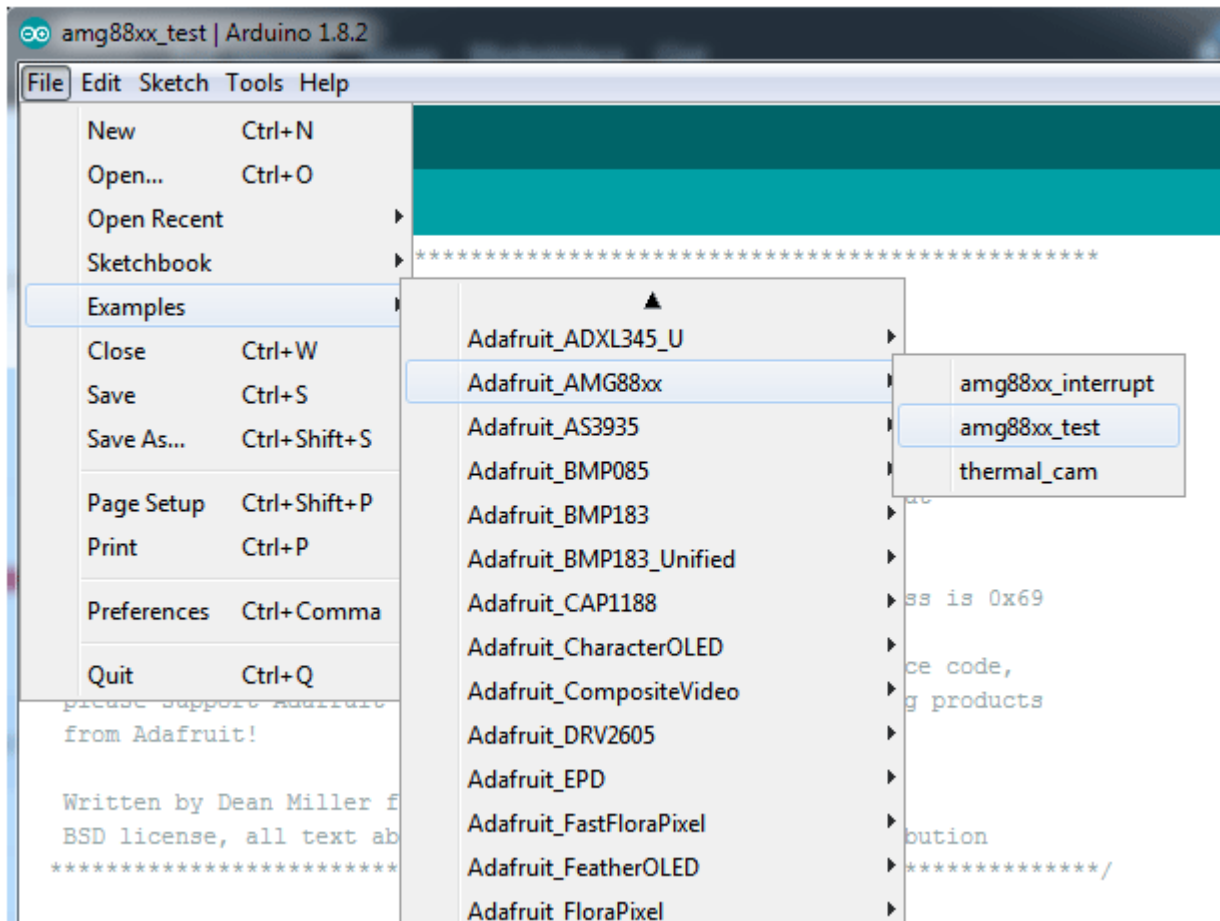 amg88xx_test | Arduino 1.8.2
File Edit Sketch Tools Help
New Ctrl+N
Open... Ctrl+O
Open Recent
Sketchbook
Examples
Close Ctrl+W
Save Ctrl+S
Save As... Ctrl+Shift+S
Page Setup Ctrl+Shift+P
Print Ctrl+P
Preferences Ctrl+Comma
Quit Ctrl+Q
Adafruit_ADXL345_U
Adafruit_AMG88xx
Adafruit_AS3935
Adafruit_BMP085
Adafruit_BMP183
Adafruit_BMP183_Unified
Adafruit_CAP1188
Adafruit_CharacterOLED
Adafruit_CompositeVideo
Adafruit_DRV2605
Adafruit_EPD
Adafruit_FastFloraPixel
Adafruit_FeatherOLED
Adafruit_FloraPixel
amg88xx_interrupt
amg88xx_test
thermal_cam
ss is 0x69
ce code,
please support Adafruit g products
from Adafruit!
Written by Dean Miller f
BSD license, all text ab bution